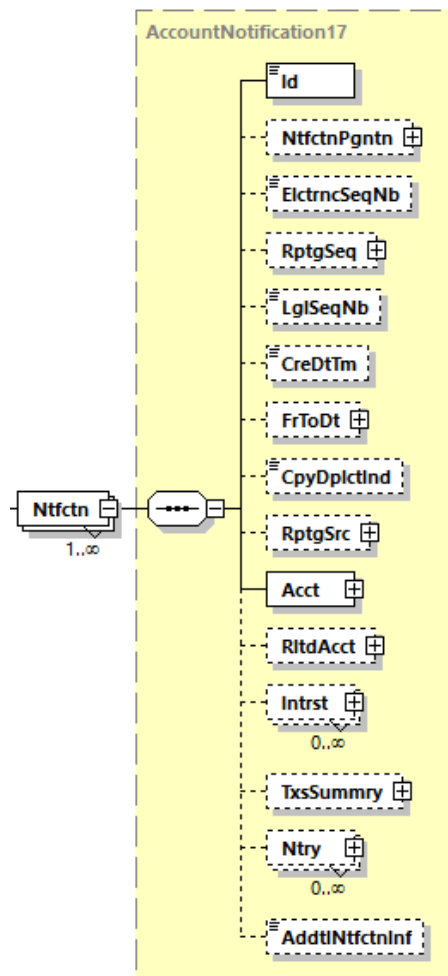 AccountNotification17
Id
NtfctnPgntn
ElctrncSeqNb
RptgSeq
LglSeqNb
CreDtTm
FrToDt
CpyDplctInd
Ntfctn
1..∞
RptgSrc
Acct
RltdAcct
Intrst
0..∞
TxsSummry
Ntry
0..∞
AddtlNtfctnInf